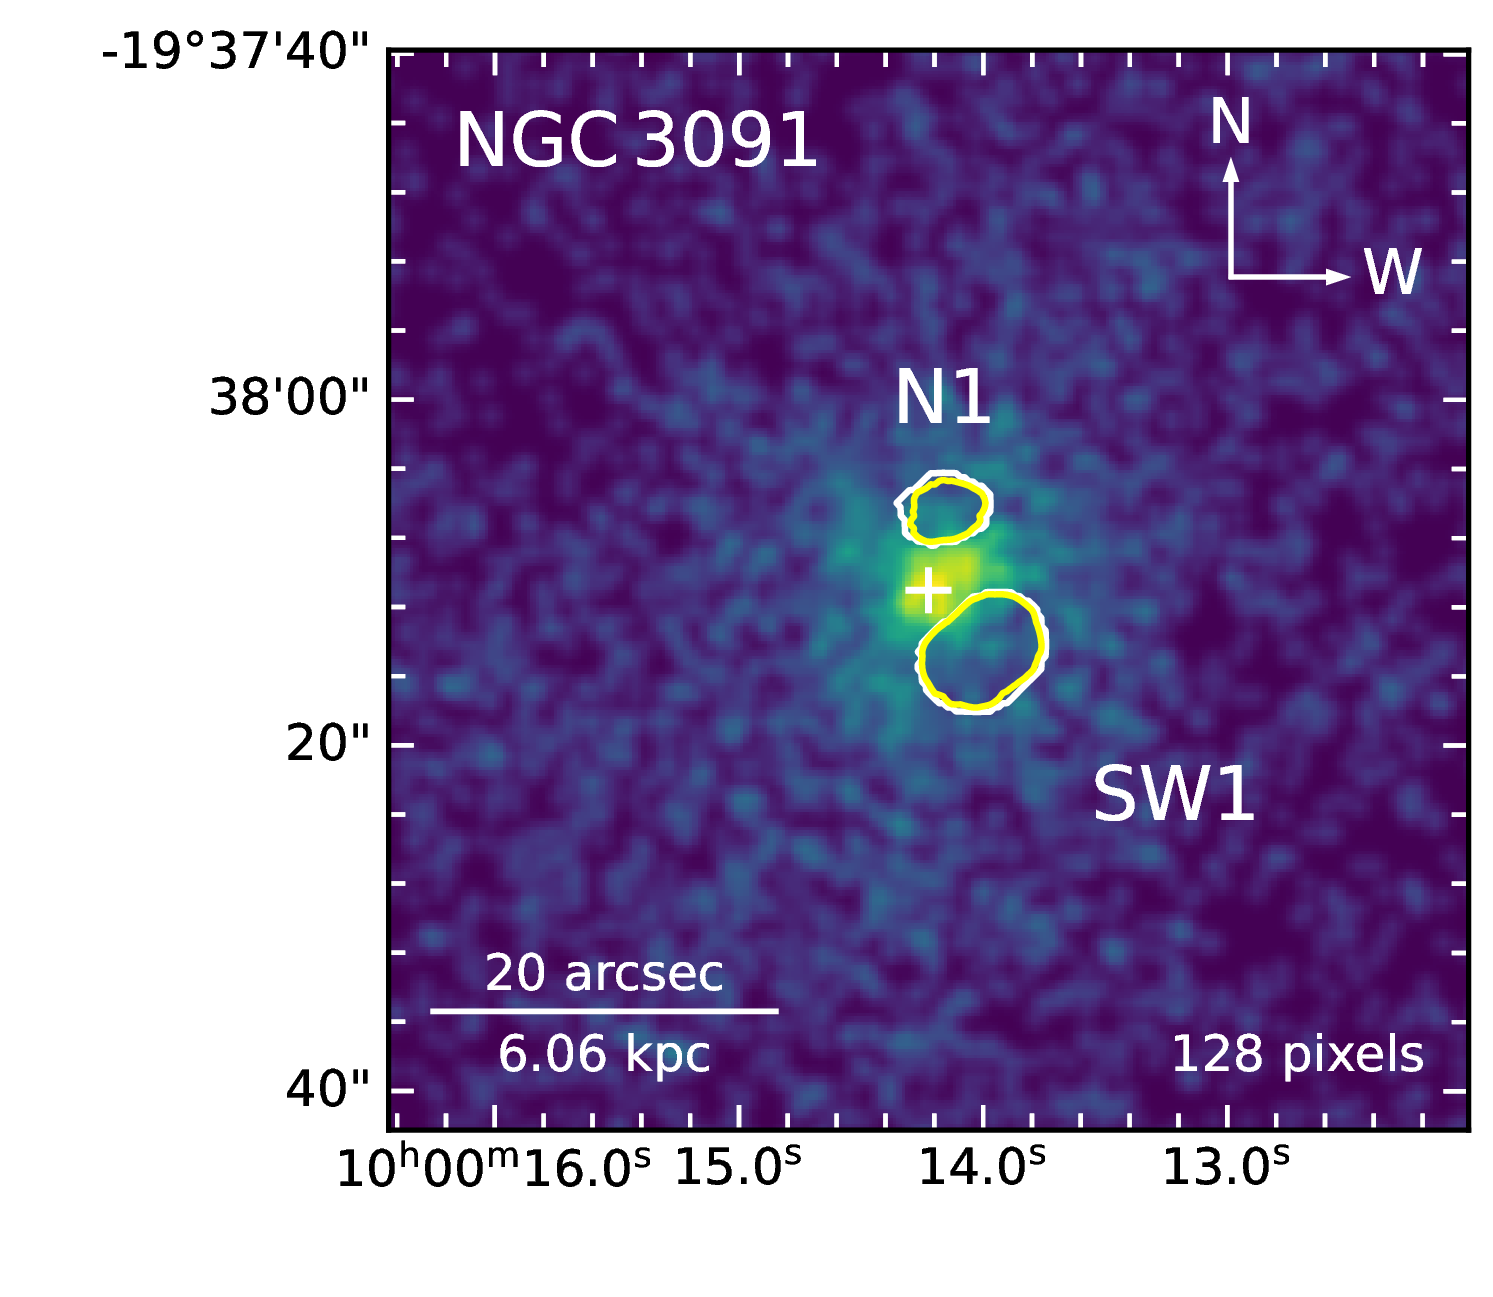 -19°37'40"
NGC 3091
N
W
38'00"
N1
20"
SW1
20 arcsec
6.06 kpc
128 pixels
40"
10ʰ00ᵐ16.0ˢ 15.0ˢ 14.0ˢ 13.0ˢ